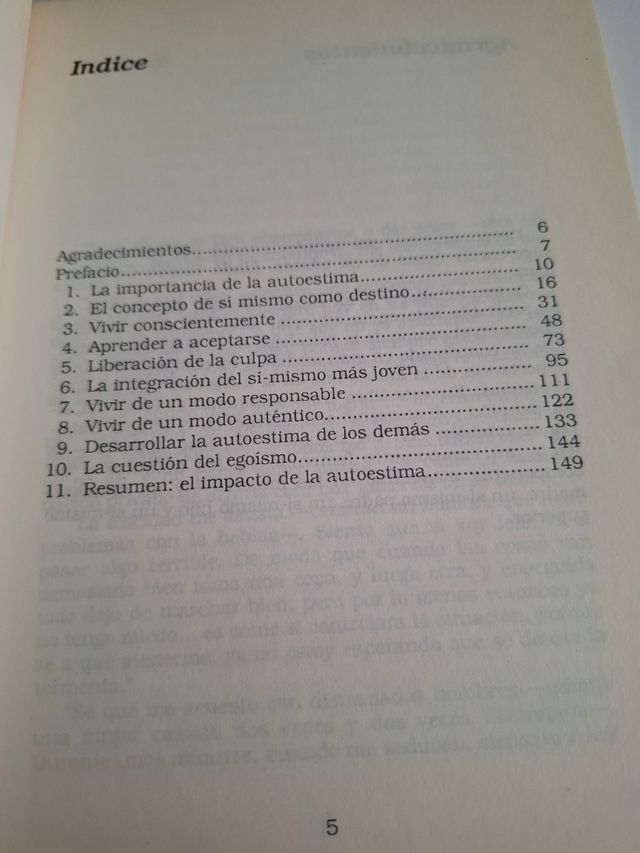 Indice
Agradecimientos........ 6
Prefacio........ 7
1. La importancia de la autoestima........ 10
2. El concepto de sí mismo como destino........ 16
3. Vivir conscientemente ........ 31
4. Aprender a aceptarse ........ 48
5. Liberación de la culpa ........ 73
6. La integración del sí-mismo más joven ........ 95
7. Vivir de un modo responsable ........ 111
8. Vivir de un modo auténtico........ 122
9. Desarrollar la autoestima de los demás ........ 133
10. La cuestión del egoísmo........ 144
11. Resumen: el impacto de la autoestima........ 149
5